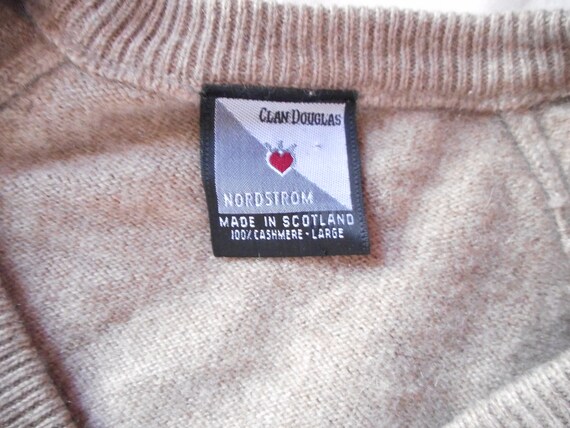 CLAN DOUGLAS
NORDSTROM
MADE IN SCOTLAND
100% CASHMERE - LARGE